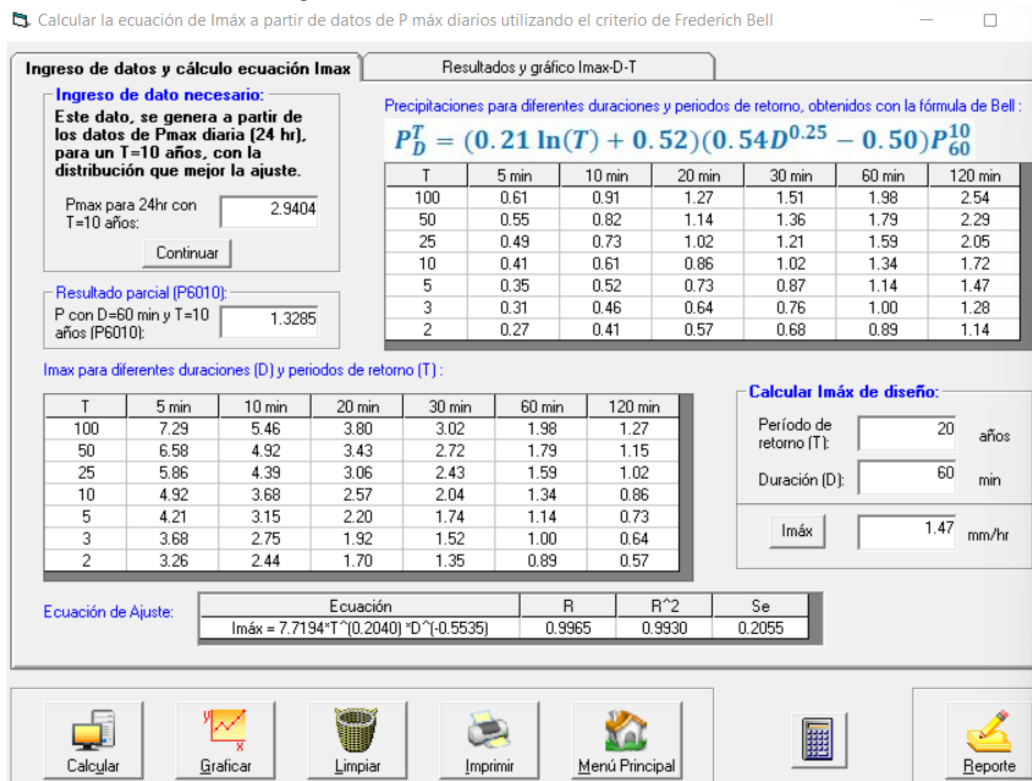 Calcular la ecuación de Imáx a partir de datos de P máx diarios utilizando el criterio de Frederich Bell
Ingreso de datos y cálculo ecuación Imax
Resultados y gráfico Imax-D-T
Ingreso de dato necesario:
Este dato, se genera a partir de
los datos de Pmax diaria (24 hr),
para un T=10 años, con la
distribución que mejor la ajuste.
Pmax para 24hr con
T=10 años:
2.9404
Continuar
Resultado parcial (P6010):
P con D=60 min y T=10
años (P6010):
1.3285
Precipitaciones para diferentes duraciones y periodos de retorno, obtenidos con la fórmula de Bell :
P_D^T = (0.21 ln(T) + 0.52)(0.54D^0.25 − 0.50)P_60^10
T 5 min 10 min 20 min 30 min 60 min 120 min
100 0.61 0.91 1.27 1.51 1.98 2.54
50 0.55 0.82 1.14 1.36 1.79 2.29
25 0.49 0.73 1.02 1.21 1.59 2.05
10 0.41 0.61 0.86 1.02 1.34 1.72
5 0.35 0.52 0.73 0.87 1.14 1.47
3 0.31 0.46 0.64 0.76 1.00 1.28
2 0.27 0.41 0.57 0.68 0.89 1.14
Imax para diferentes duraciones (D) y periodos de retorno (T) :
T 5 min 10 min 20 min 30 min 60 min 120 min
100 7.29 5.46 3.80 3.02 1.98 1.27
50 6.58 4.92 3.43 2.72 1.79 1.15
25 5.86 4.39 3.06 2.43 1.59 1.02
10 4.92 3.68 2.57 2.04 1.34 0.86
5 4.21 3.15 2.20 1.74 1.14 0.73
3 3.68 2.75 1.92 1.52 1.00 0.64
2 3.26 2.44 1.70 1.35 0.89 0.57
Calcular Imáx de diseño:
Período de
retorno (T):
20 años
Duración (D): 60 min
Imáx 1.47 mm/hr
Ecuación de Ajuste:
Ecuación R R^2 Se
Imáx = 7.7194*T^(0.2040) *D^(-0.5535) 0.9965 0.9930 0.2055
Calcular
Graficar
Limpiar
Imprimir
Menú Principal
Reporte